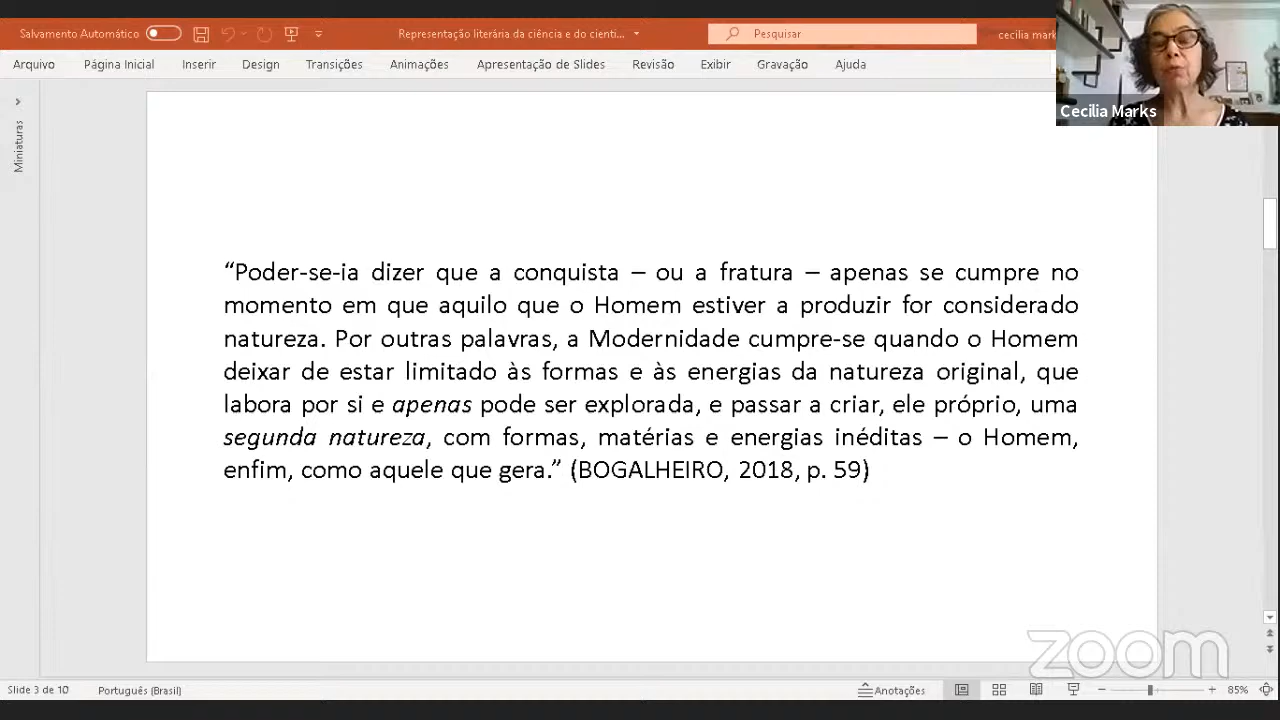 Salvamento Automático
Representação literária da ciência e do cienti...
Pesquisar
cecilia mark
Arquivo
Página Inicial
Inserir
Design
Transições
Animações
Apresentação de Slides
Revisão
Exibir
Gravação
Ajuda
Cecilia Marks
Miniaturas
“Poder-se-ia dizer que a conquista – ou a fratura – apenas se cumpre no
momento em que aquilo que o Homem estiver a produzir for considerado
natureza. Por outras palavras, a Modernidade cumpre-se quando o Homem
deixar de estar limitado às formas e às energias da natureza original, que
labora por si e apenas pode ser explorada, e passar a criar, ele próprio, uma
segunda natureza, com formas, matérias e energias inéditas – o Homem,
enfim, como aquele que gera.” (BOGALHEIRO, 2018, p. 59)
zoom
Slide 3 de 10
Português (Brasil)
Anotações
85%